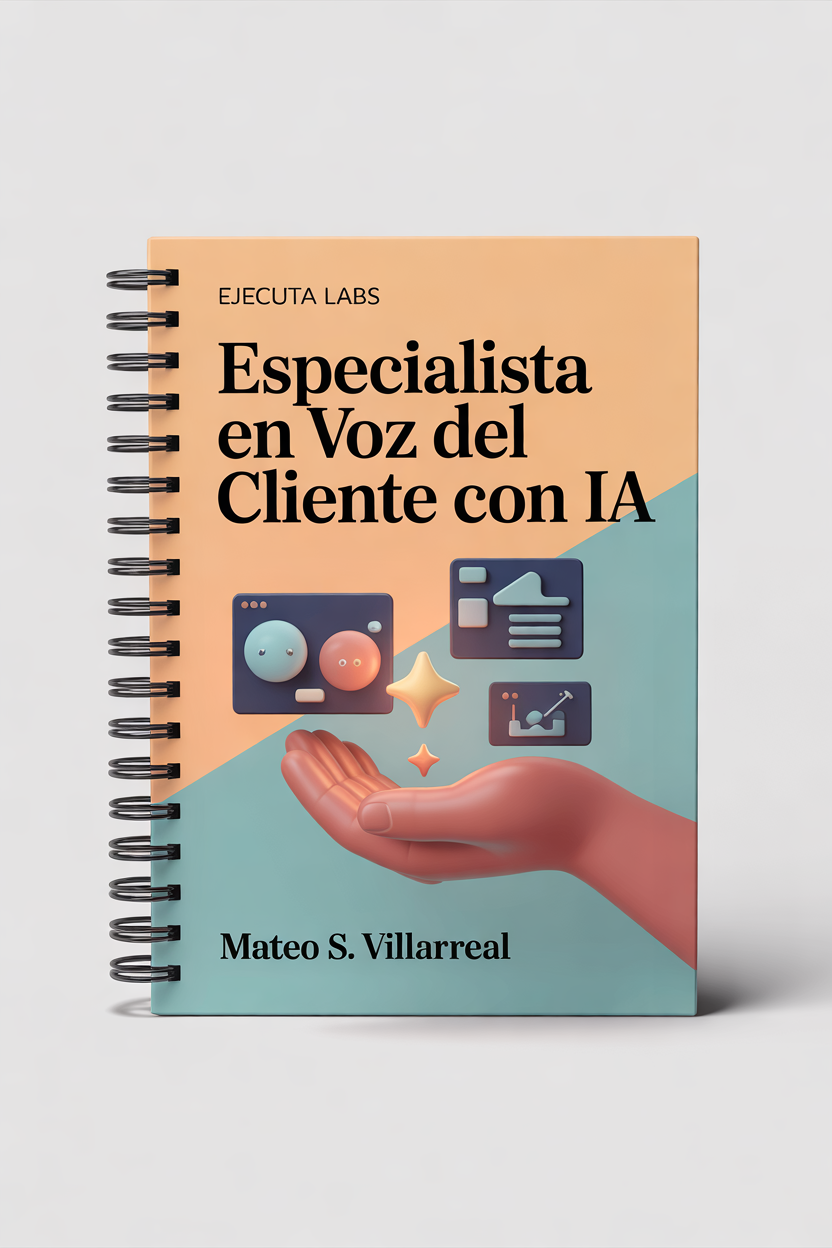 EJECUTA LABS
Especialista
en Voz del
Cliente con IA
Mateo S. Villarreal